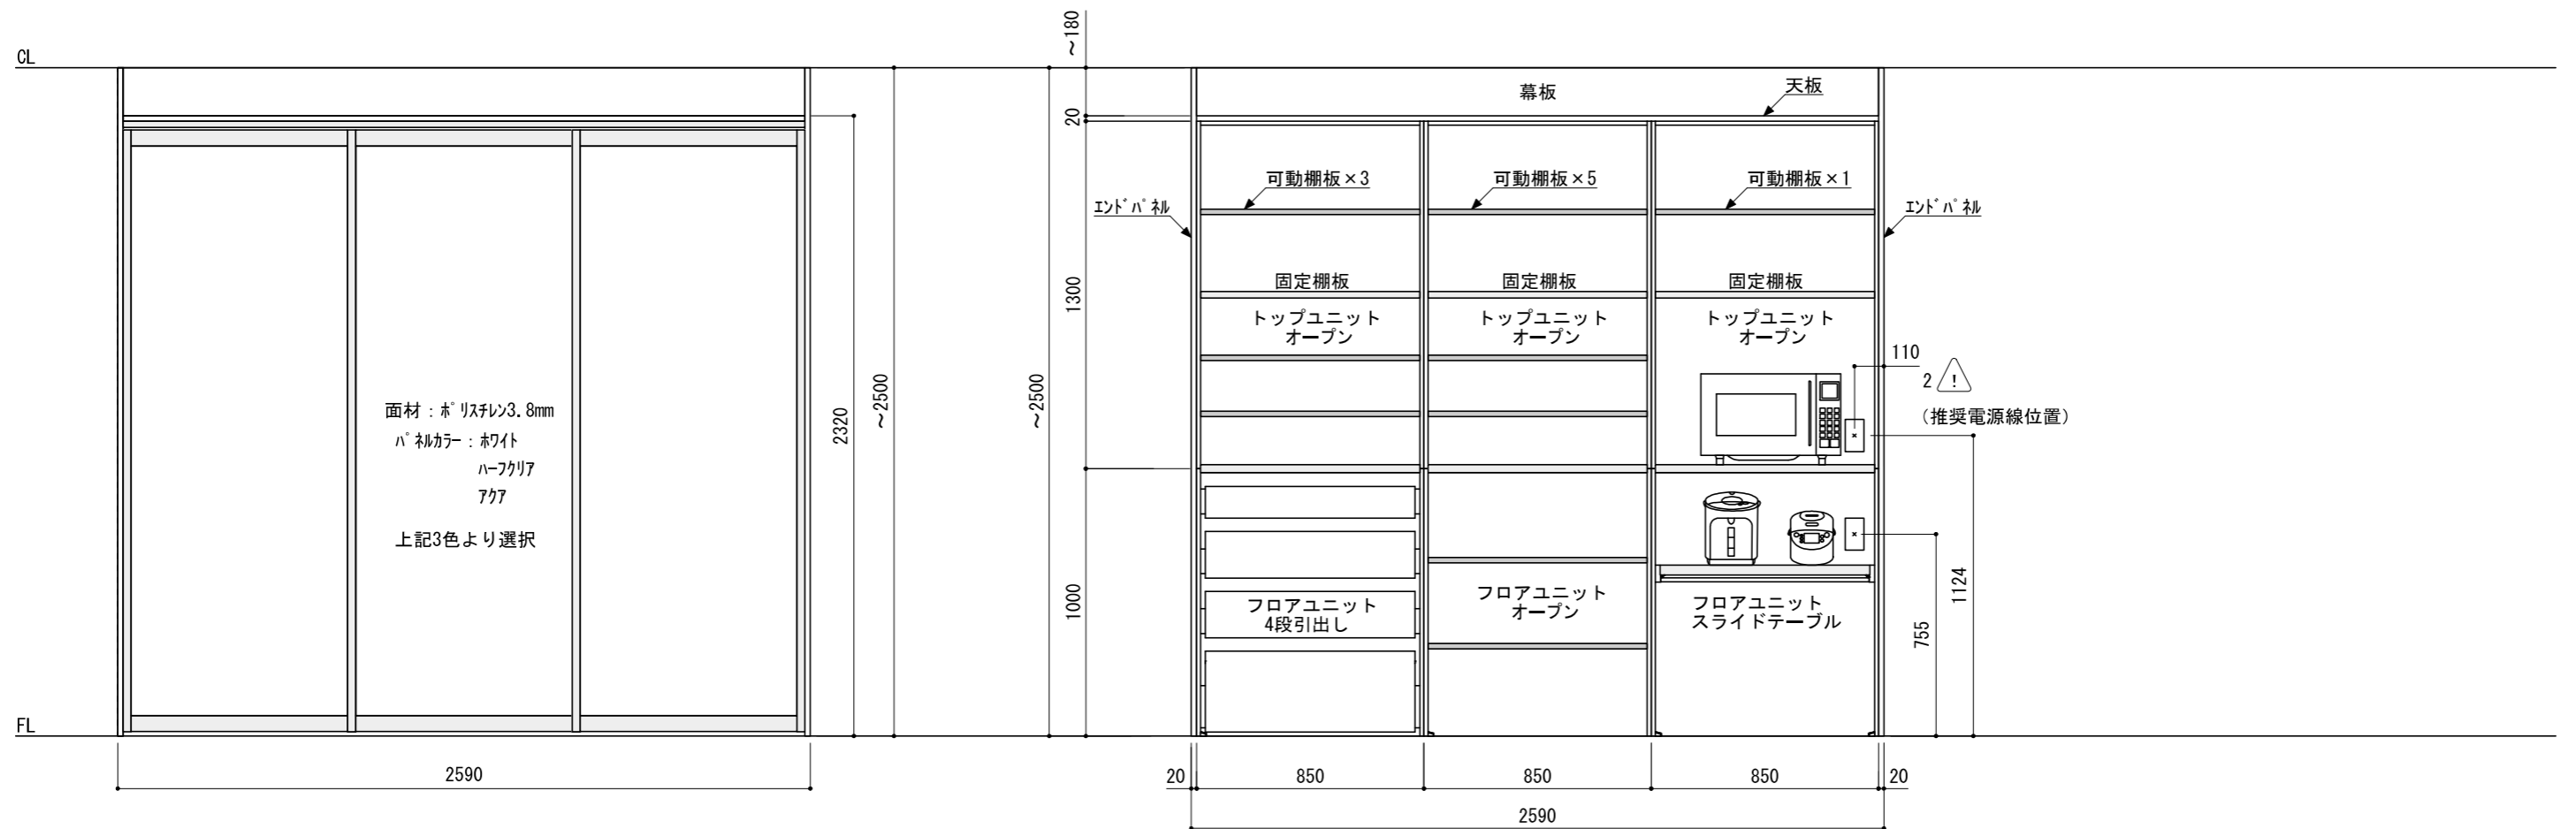 CL
FL
面材：ポリスチレン3.8mm
パネルカラー：ホワイト
ハーフクリア
アクア
上記3色より選択
2590
2320
～2500
～2500
～180
20
1300
1000
幕板
天板
可動棚板×3
可動棚板×5
可動棚板×1
エンドパネル
エンドパネル
固定棚板
固定棚板
固定棚板
トップユニット
オープン
トップユニット
オープン
トップユニット
オープン
110
2 !
（推奨電源線位置）
フロアユニット
4段引出し
フロアユニット
オープン
フロアユニット
スライドテーブル
755
1124
20
850
850
850
20
2590